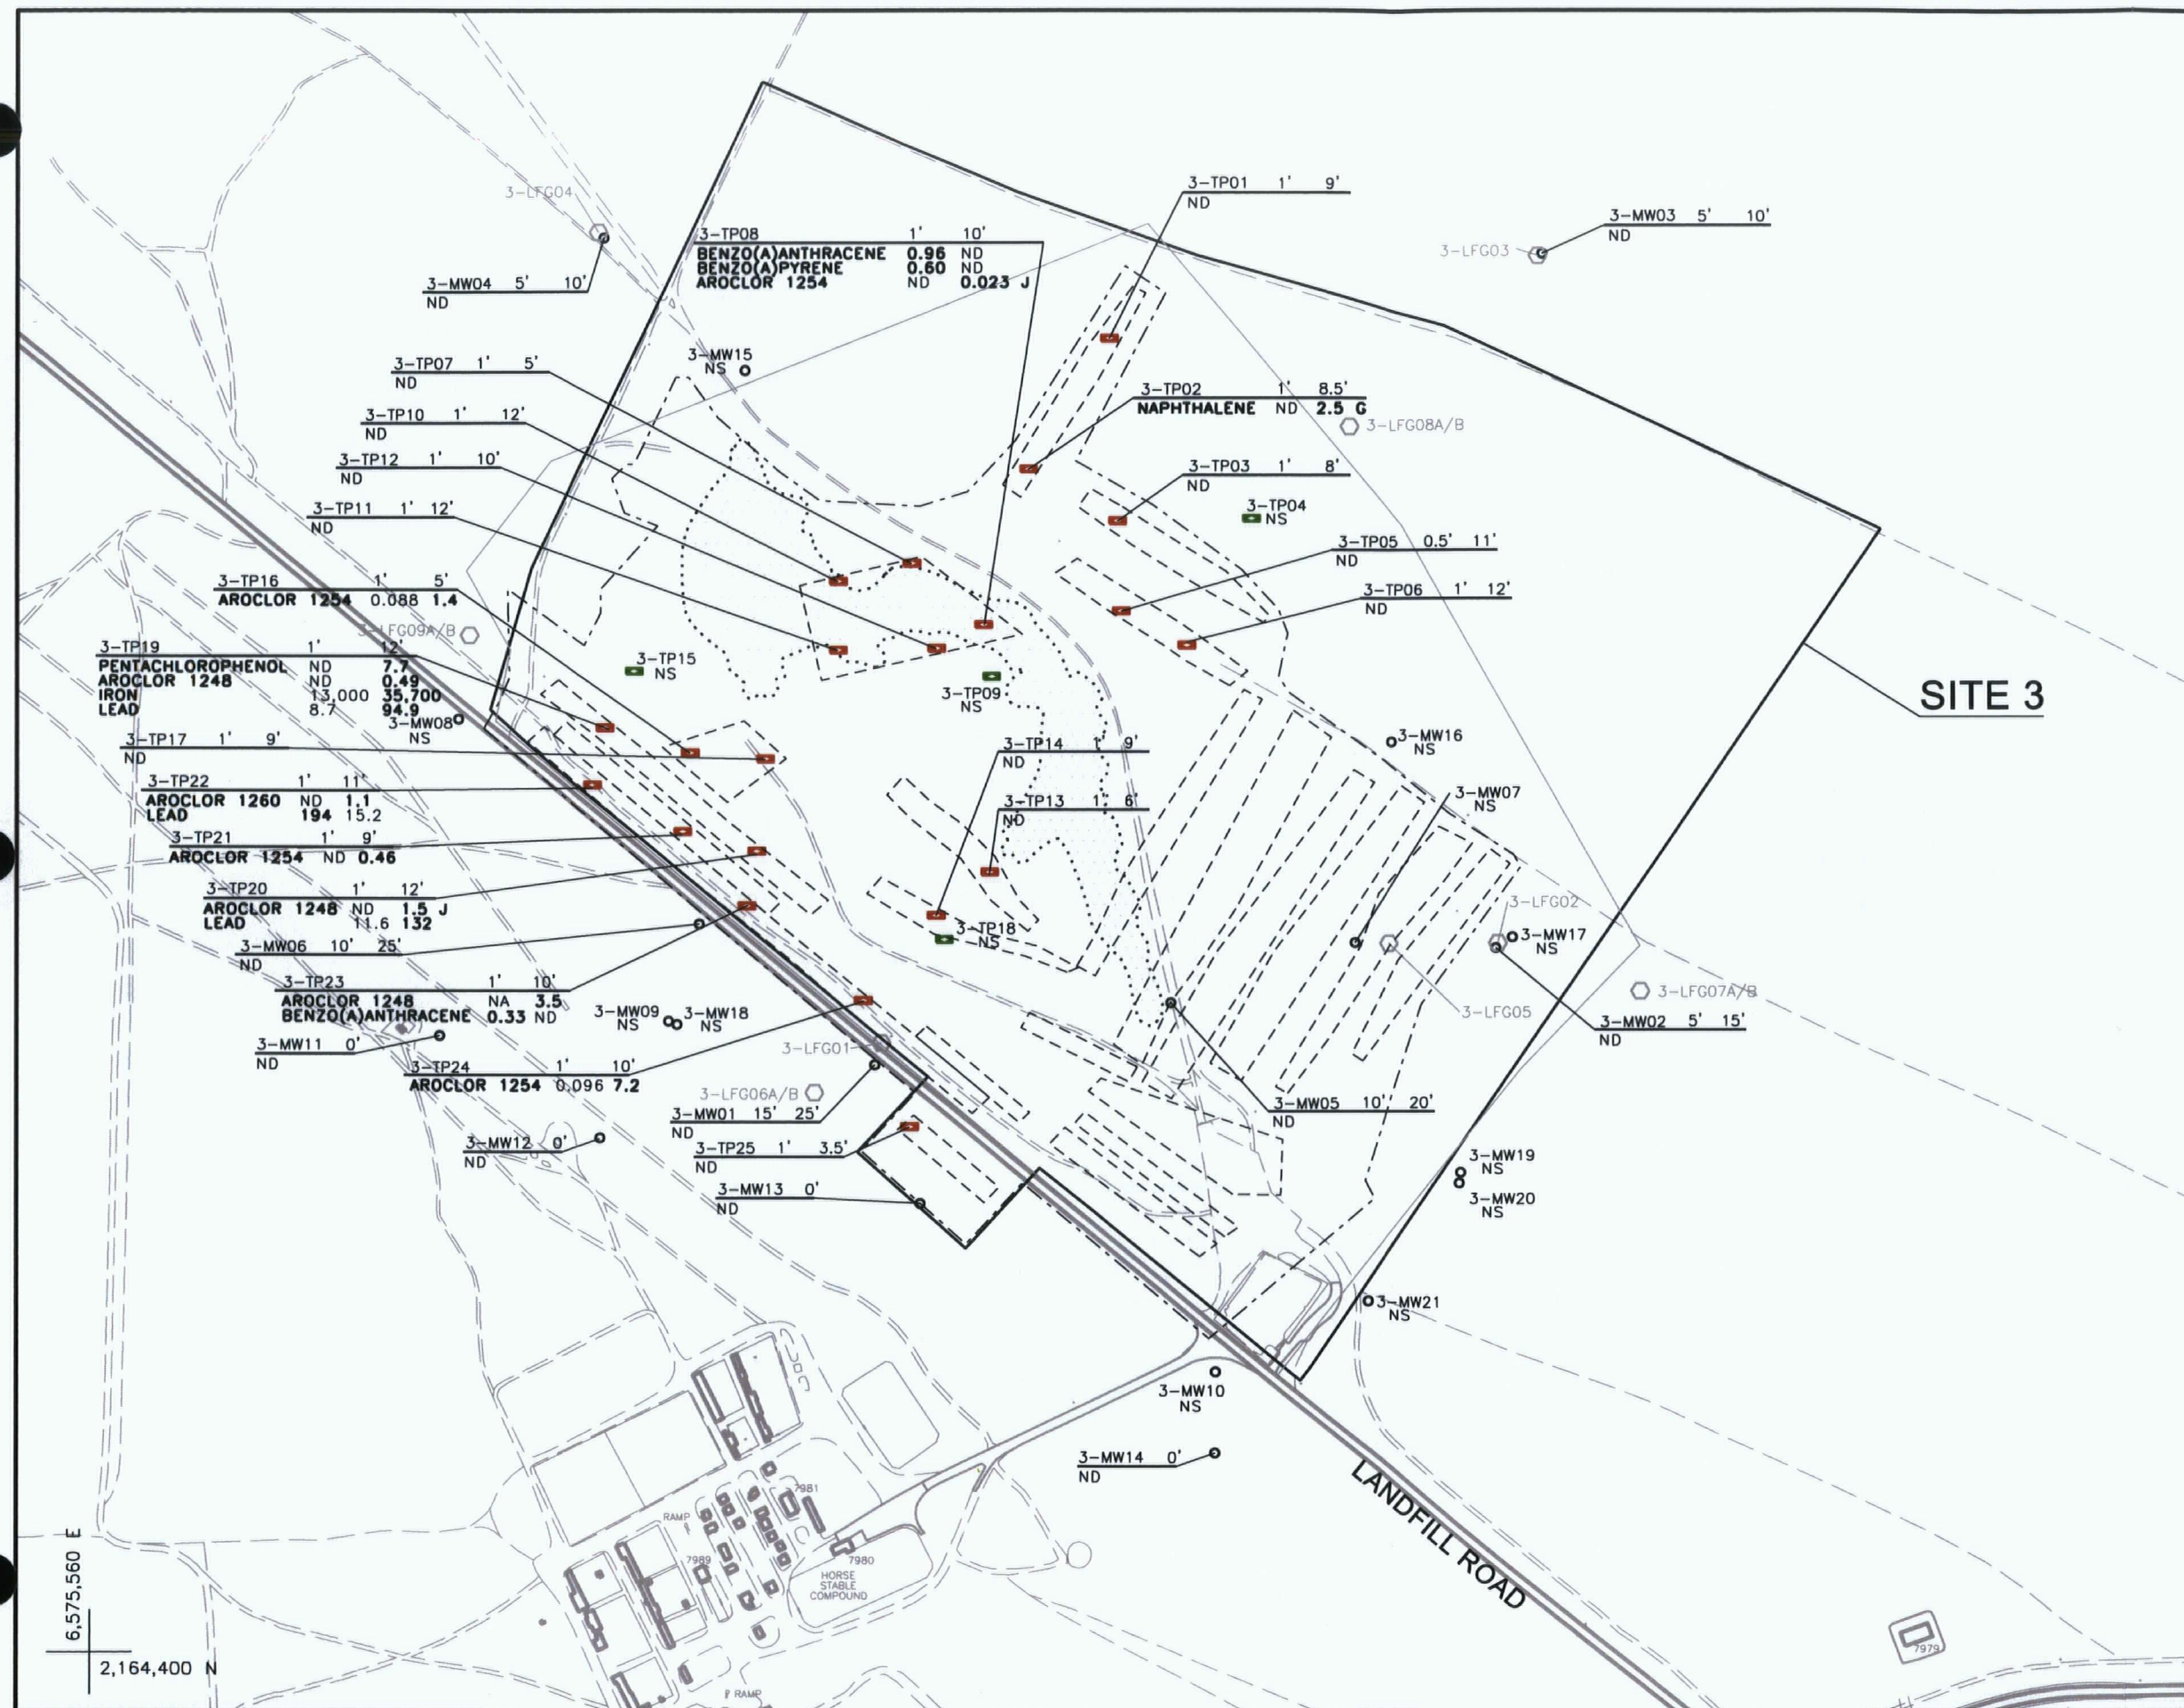 3-LFG04
3-TP01 1' 9'
ND
3-MW03 5' 10'
ND
3-LFG03
3-TP08 1' 10'
BENZO(A)ANTHRACENE 0.96 ND
BENZO(A)PYRENE 0.60 ND
AROCLOR 1254 ND 0.023 J
3-MW04 5' 10'
ND
3-MW15
NS
3-TP07 1' 5'
ND
3-TP02 1' 8.5'
NAPHTHALENE ND 2.5 G
3-LFG08A/B
3-TP10 1' 12'
ND
3-TP12 1' 10'
ND
3-TP03 1' 8'
ND
3-TP04
NS
3-TP11 1' 12'
ND
3-TP05 0.5' 11'
ND
3-TP16 1' 5'
AROCLOR 1254 0.088 1.4
3-TP06 1' 12'
ND
3-LFG09A/B
3-TP19 1' 12'
PENTACHLOROPHENOL ND 7.7
AROCLOR 1248 ND 0.49
IRON 13,000 35,700
LEAD 8.7 94.9
3-TP15
NS
3-TP09
NS
SITE 3
3-MW08
NS
3-TP17 1' 9'
ND
3-TP14 1' 9'
ND
3-MW16
NS
3-TP22 1' 11'
AROCLOR 1260 ND 1.1
LEAD 194 15.2
3-TP13 1' 6'
ND
3-MW07
NS
3-TP21 1' 9'
AROCLOR 1254 ND 0.46
3-TP20 1' 12'
AROCLOR 1248 ND 1.5 J
LEAD 11.6 132
3-LFG02
3-TP18
NS
3-MW17
NS
3-MW06 10' 25'
ND
3-TP23 1' 10'
AROCLOR 1248 NA 3.5
BENZO(A)ANTHRACENE 0.33 ND
3-LFG07A/B
3-MW09
NS
3-MW18
NS
3-LFG05
3-MW02 5' 15'
ND
3-MW11 0'
ND
3-LFG01
3-TP24 1' 10'
AROCLOR 1254 0.096 7.2
3-LFG06A/B
3-MW01 15' 25'
ND
3-MW05 10' 20'
ND
3-MW12 0'
ND
3-TP25 1' 3.5'
ND
3-MW19
NS
3-MW20
NS
3-MW13 0'
ND
3-MW21
NS
3-MW10
NS
3-MW14 0'
ND
LANDFILL ROAD
7981
RAMP
7989
7980
HORSE
STABLE
COMPOUND
7979
6,575,560 E
2,164,400 N
RAMP